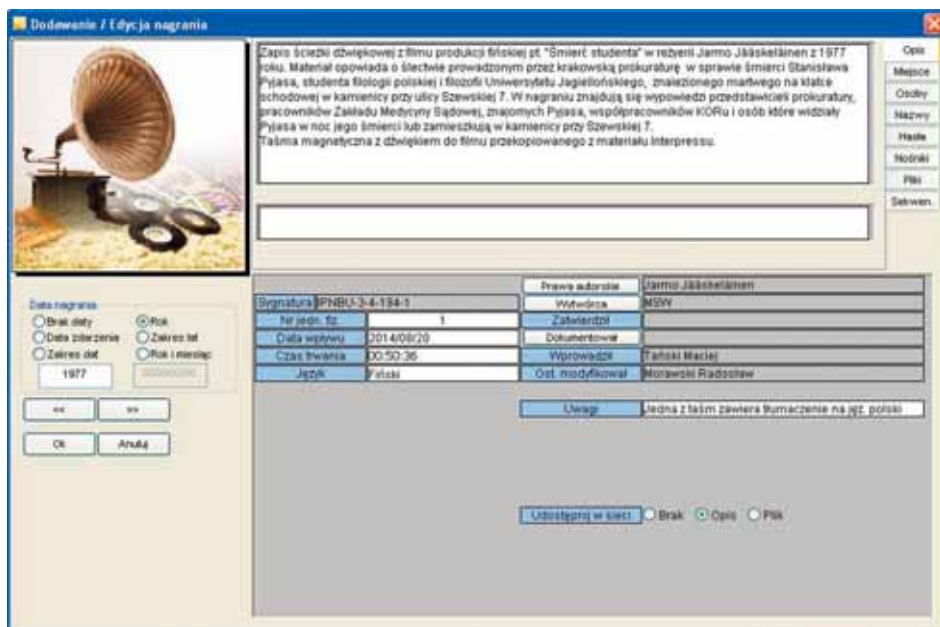 Dodawanie / Edycja nagrania
Zapis ścieżki dźwiękowej z filmu produkcji fińskiej pt. "Śmierć studenta" w reżyerii Jarmo Jääskeläinen z 1977
roku. Materiał opowiada o śledztwie prowadzonym przez krakowską prokuraturę w sprawie śmierci Stanisława
Pyjasa, studenta filologii polskiej i filozofii Uniwersytetu Jagiellońskiego, znalezionego martwego na klatce
schodowej w kamienicy przy ulicy Szewskiej 7. W nagraniu znajdują się wypowiedzi przedstawicieli prokuratury,
pracowników Zakładu Medycyny Sądowej, znajomych Pyjasa, współpracowników KORu i osób które widziały
Pyjasa w noc jego śmierci lub zamieszkują w kamienicy przy Szewskiej 7.
Taśma magnetyczna z dźwiękiem do filmu przekopiowanego z materiału Interpressu.
Opis
Miejsce
Osoby
Nazwy
Hasła
Nośniki
Pliki
Sekwen.
Data nagrania
Brak daty
Rok
Data zdarzenia
Zakres lat
Zakres dat
Rok i miesiąc
1977
<< >>
Ok Anuluj
Sygnatura IPNBU-3-4-194-1
Nr jedn. fiz. 1
Data wpływu 2014/08/20
Czas trwania 00:50:36
Język Fiński
Prawa autorskie Jarmo Jääskeläinen
Wytwórca MSW
Zatwierdził
Dokumentował
Wprowadził Tański Maciej
Ost. modyfikował Morawski Radosław
Uwagi Jedna z taśm zawiera tłumaczenie na jęz. polski
Udostępnij w sieci Brak Opis Plik